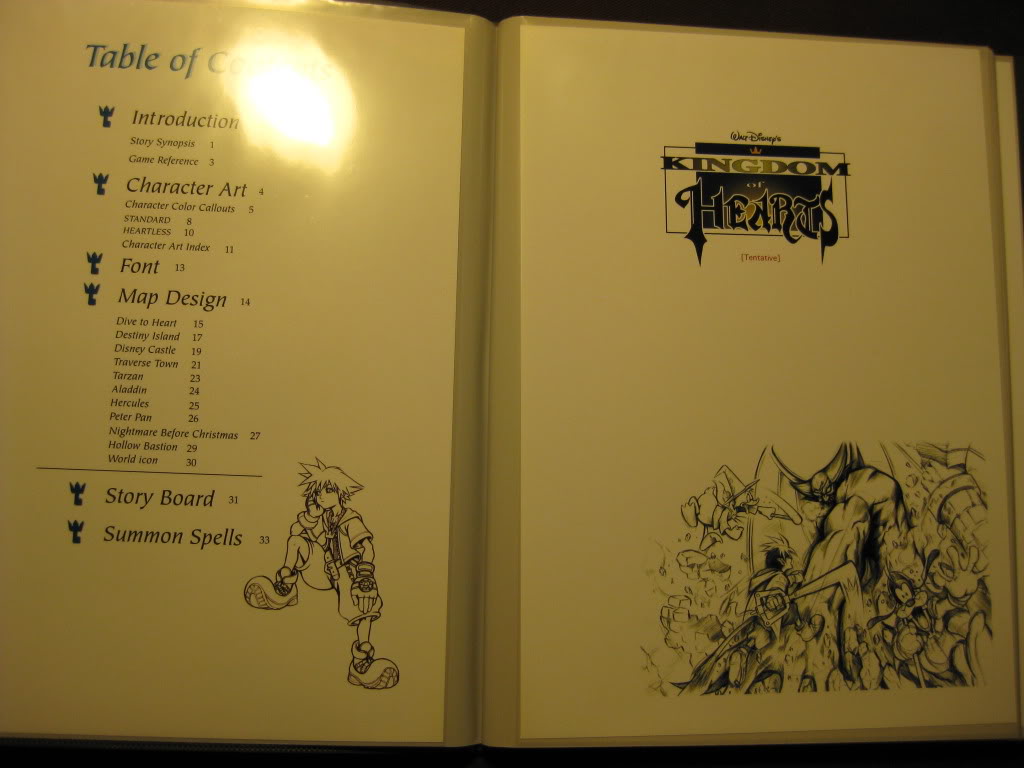 Table of Contents
Introduction
Story Synopsis 1
Game Reference 3
Character Art 4
Character Color Callouts 5
STANDARD 8
HEARTLESS 10
Character Art Index 11
Font 13
Map Design 14
Dive to Heart 15
Destiny Island 17
Disney Castle 19
Traverse Town 21
Tarzan 23
Aladdin 24
Hercules 25
Peter Pan 26
Nightmare Before Christmas 27
Hollow Bastion 29
World icon 30
Story Board 31
Summon Spells 33
Walt Disney's
KINGDOM
of
HEARTS
[Tentative]